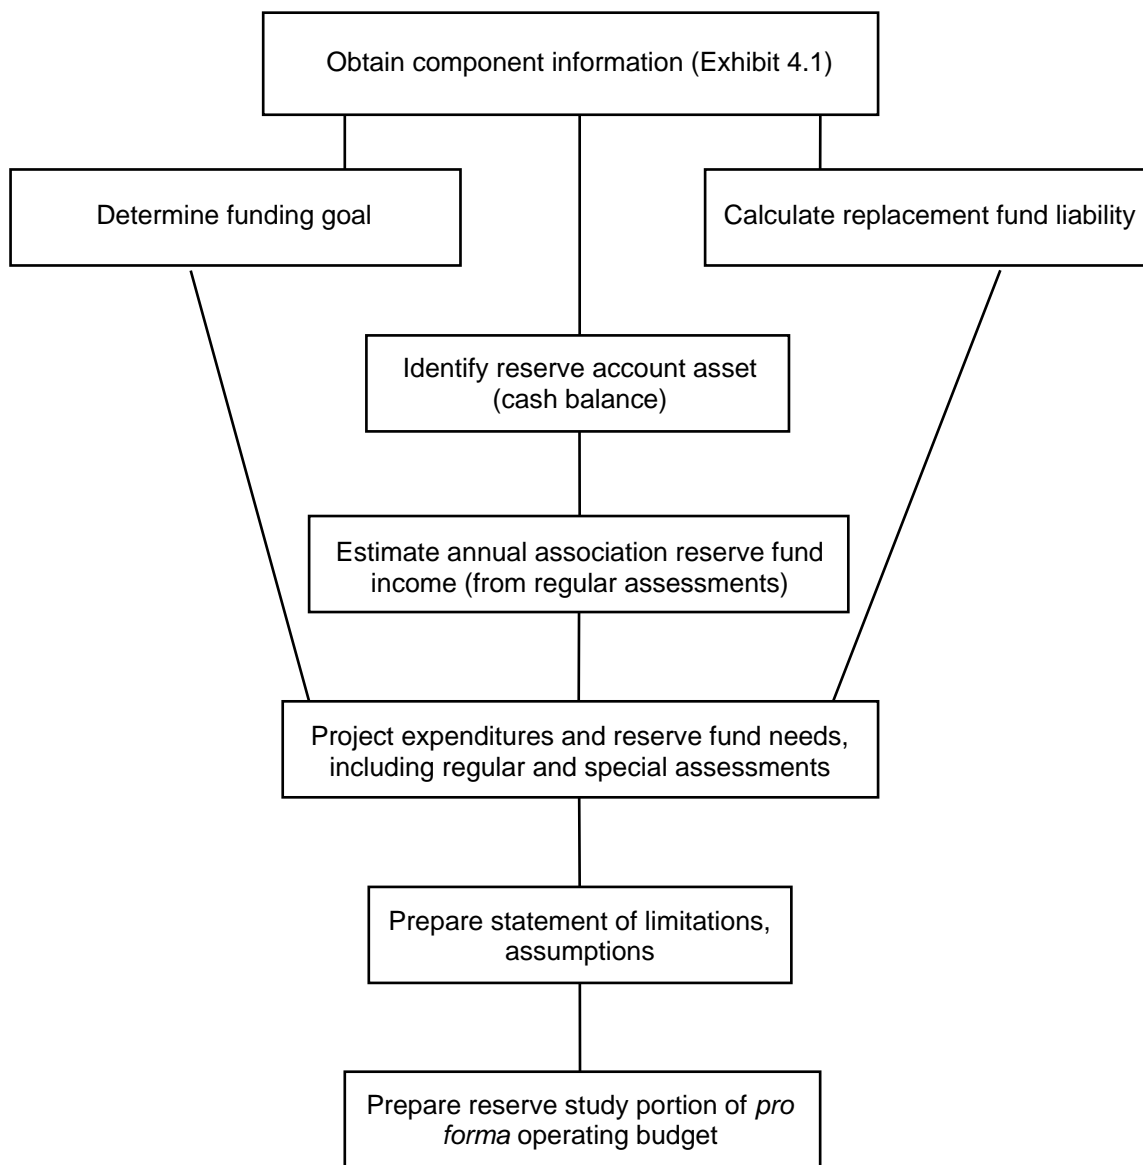 Obtain component information (Exhibit 4.1)
Determine funding goal
Calculate replacement fund liability
Identify reserve account asset
(cash balance)
Estimate annual association reserve fund
income (from regular assessments)
Project expenditures and reserve fund needs,
including regular and special assessments
Prepare statement of limitations,
assumptions
Prepare reserve study portion of pro
forma operating budget